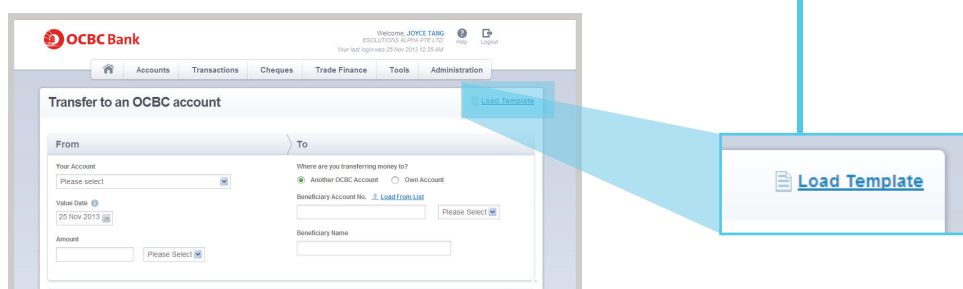 OCBC Bank
Welcome, JOYCE TANG
ESOLUTIONS ALPHA PTE LTD
Your last login was 25 Nov 2013 12:35 AM
Help
Logout
Accounts Transactions Cheques Trade Finance Tools Administration
Transfer to an OCBC account
Load Template
From
To
Your Account
Please select
Value Date
25 Nov 2013
Amount
Please Select
Where are you transferring money to?
Another OCBC Account Own Account
Beneficiary Account No. Load From List
Please Select
Beneficiary Name
Load Template